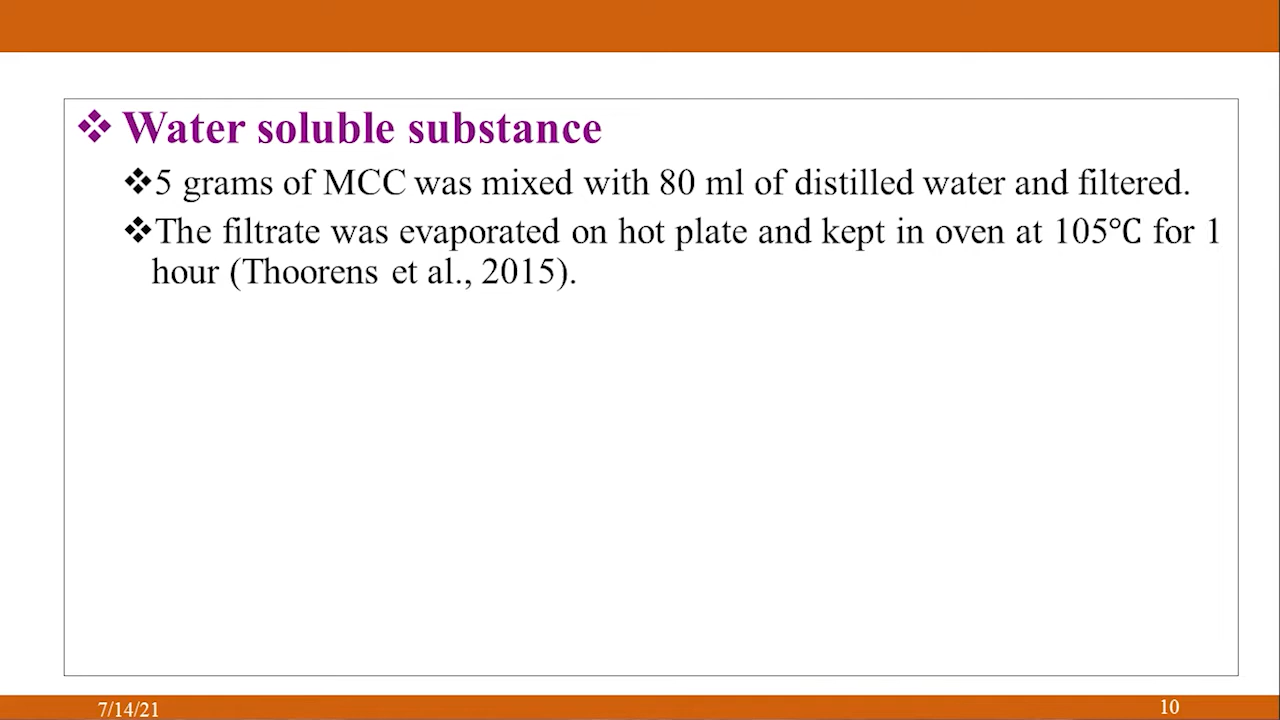 ❖ Water soluble substance
❖5 grams of MCC was mixed with 80 ml of distilled water and filtered.
❖The filtrate was evaporated on hot plate and kept in oven at 105℃ for 1
hour (Thoorens et al., 2015).
7/14/21
10